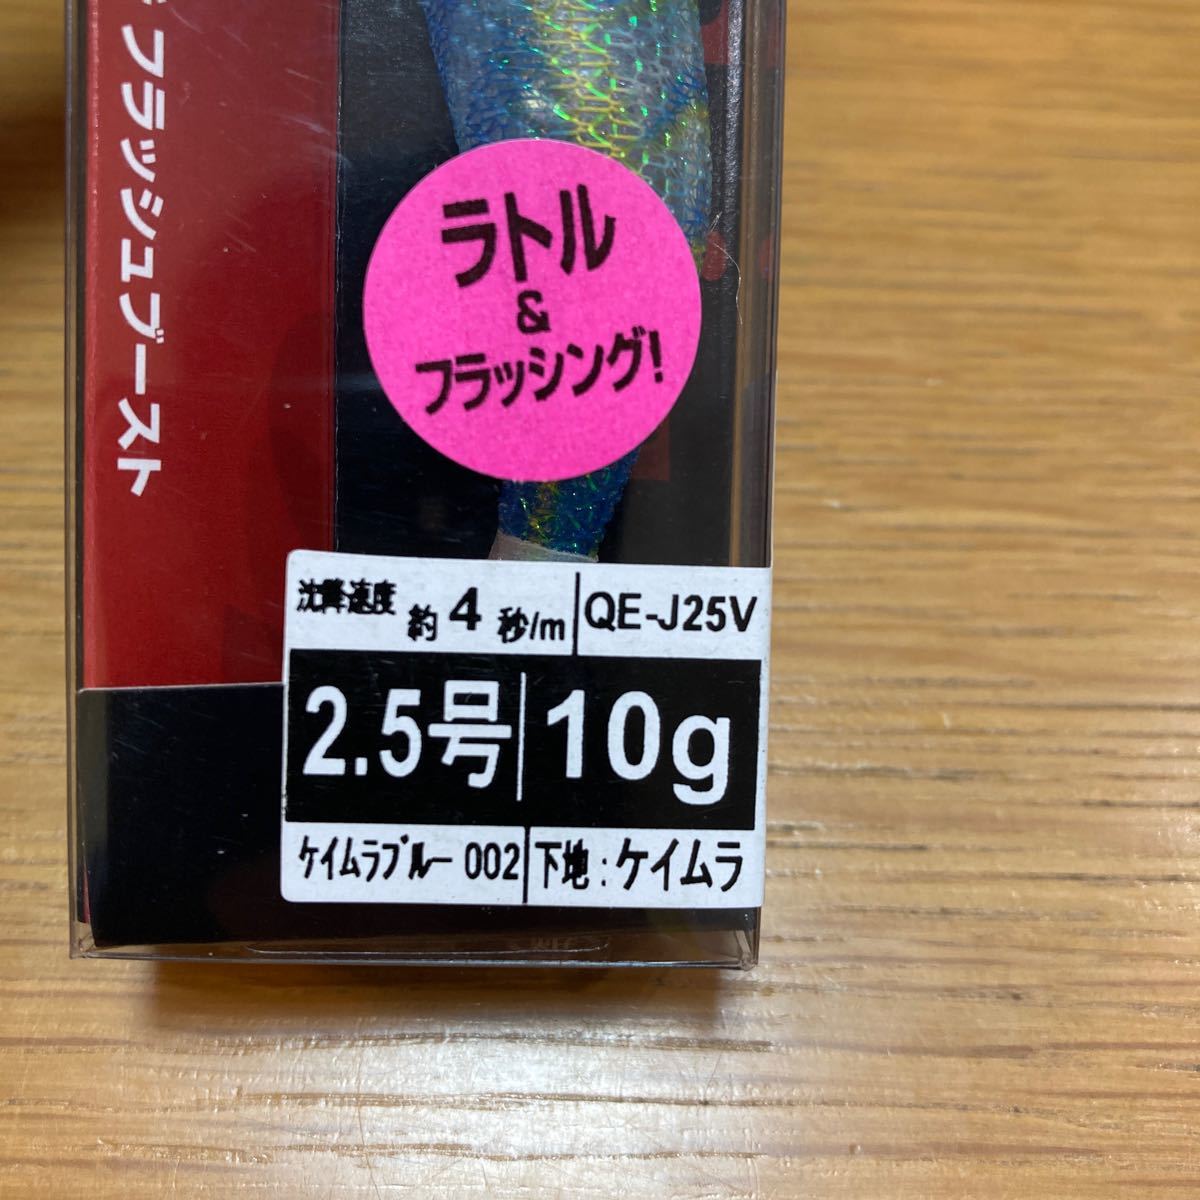 フラッシュブースト
ラトル
&
フラッシング!
沈降速度 約4秒/m QE-J25V
2.5号 10g
ケイムラブルー 002 下地:ケイムラ